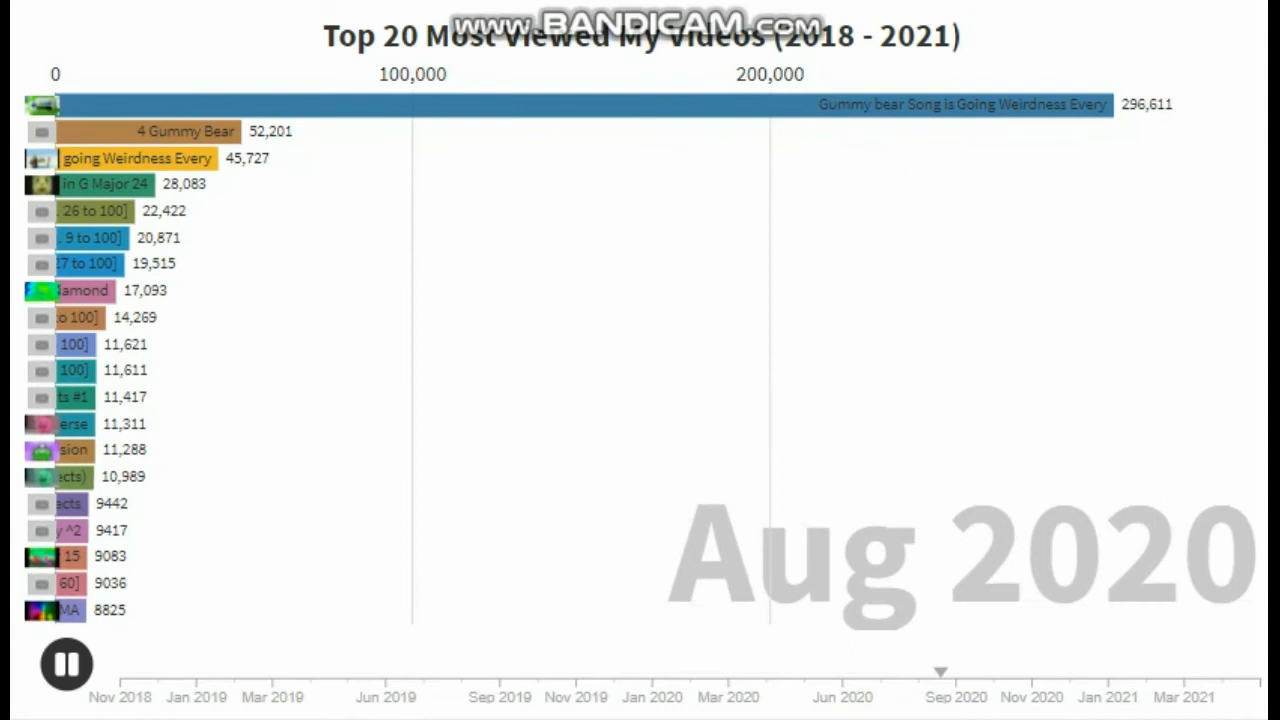 www.BANDICAM.com
Top 20 Most Viewed My Videos (2018 - 2021)
0 100,000 200,000
Gummy bear Song is Going Weirdness Every 296,611
4 Gummy Bear 52,201
going Weirdness Every 45,727
in G Major 24 28,083
. 26 to 100] 22,422
. 9 to 100] 20,871
27 to 100] 19,515
iamond 17,093
to 100] 14,269
100] 11,621
100] 11,611
ts #1 11,417
erse 11,311
sion 11,288
ects) 10,989
ects 9442
y ^2 9417
15 9083
60] 9036
MA 8825
Aug 2020
Nov 2018 Jan 2019 Mar 2019 Jun 2019 Sep 2019 Nov 2019 Jan 2020 Mar 2020 Jun 2020 Sep 2020 Nov 2020 Jan 2021 Mar 2021